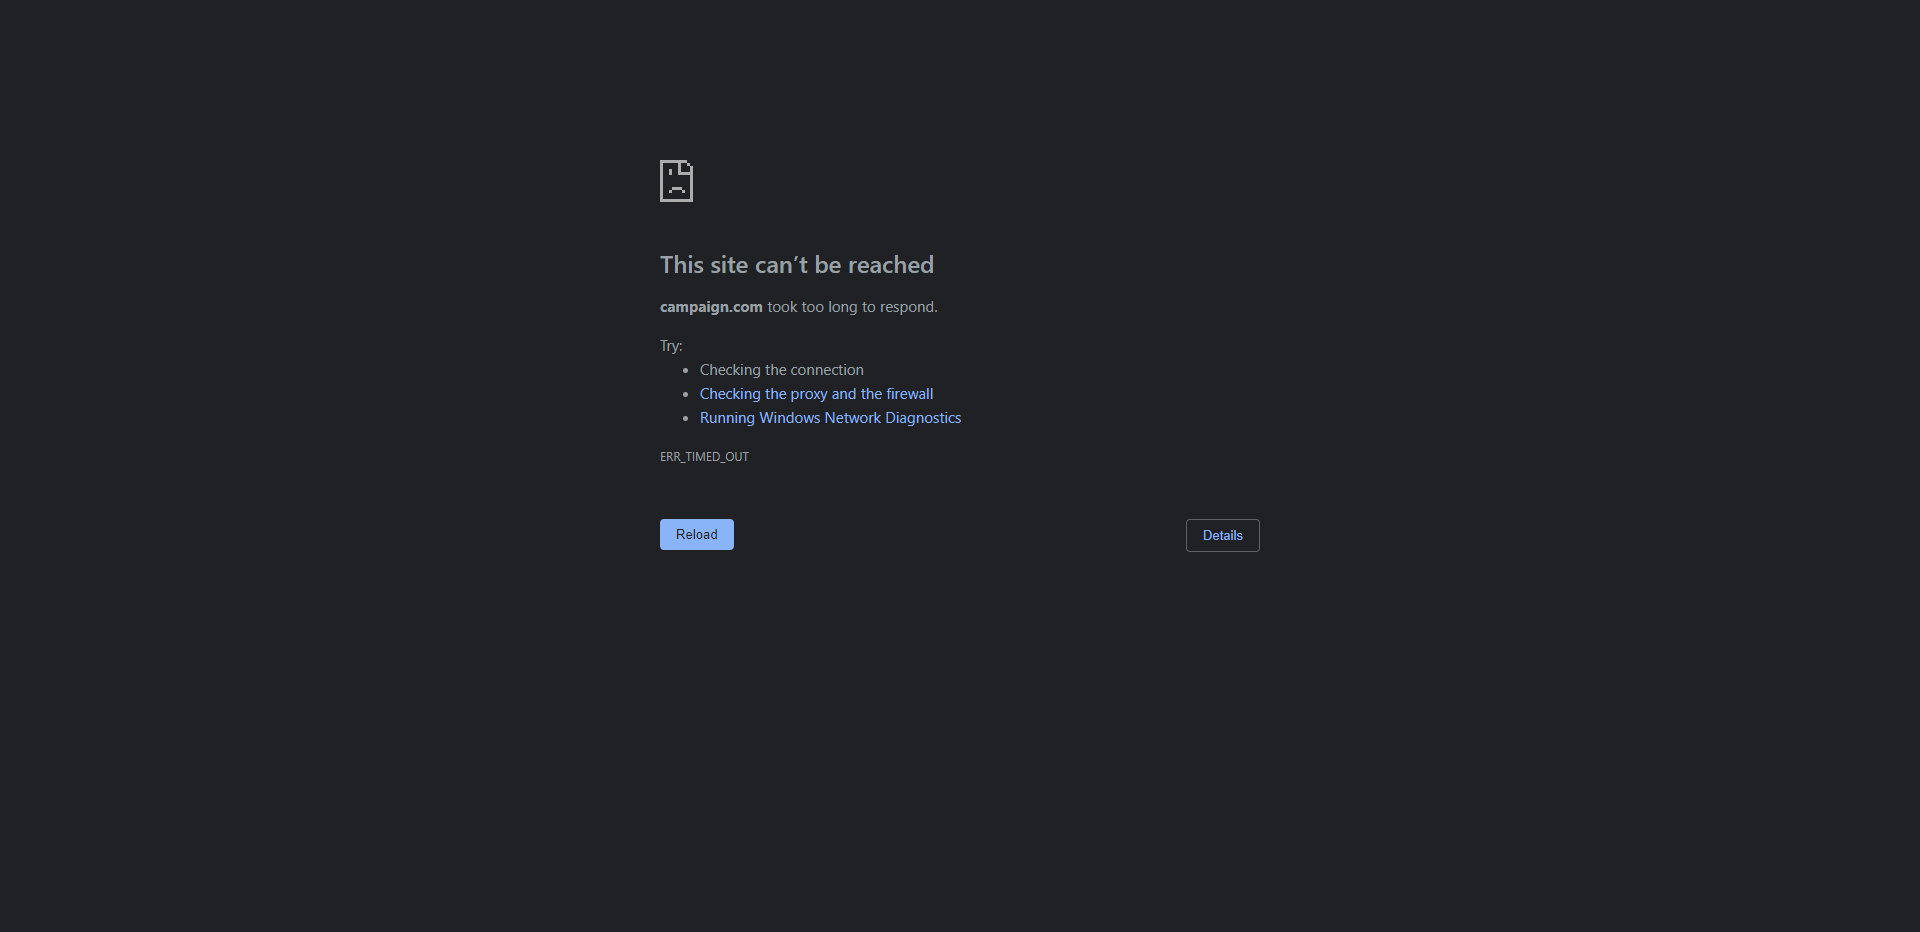 This site can’t be reached
campaign.com took too long to respond.
Try:
• Checking the connection
• Checking the proxy and the firewall
• Running Windows Network Diagnostics
ERR_TIMED_OUT
Reload
Details